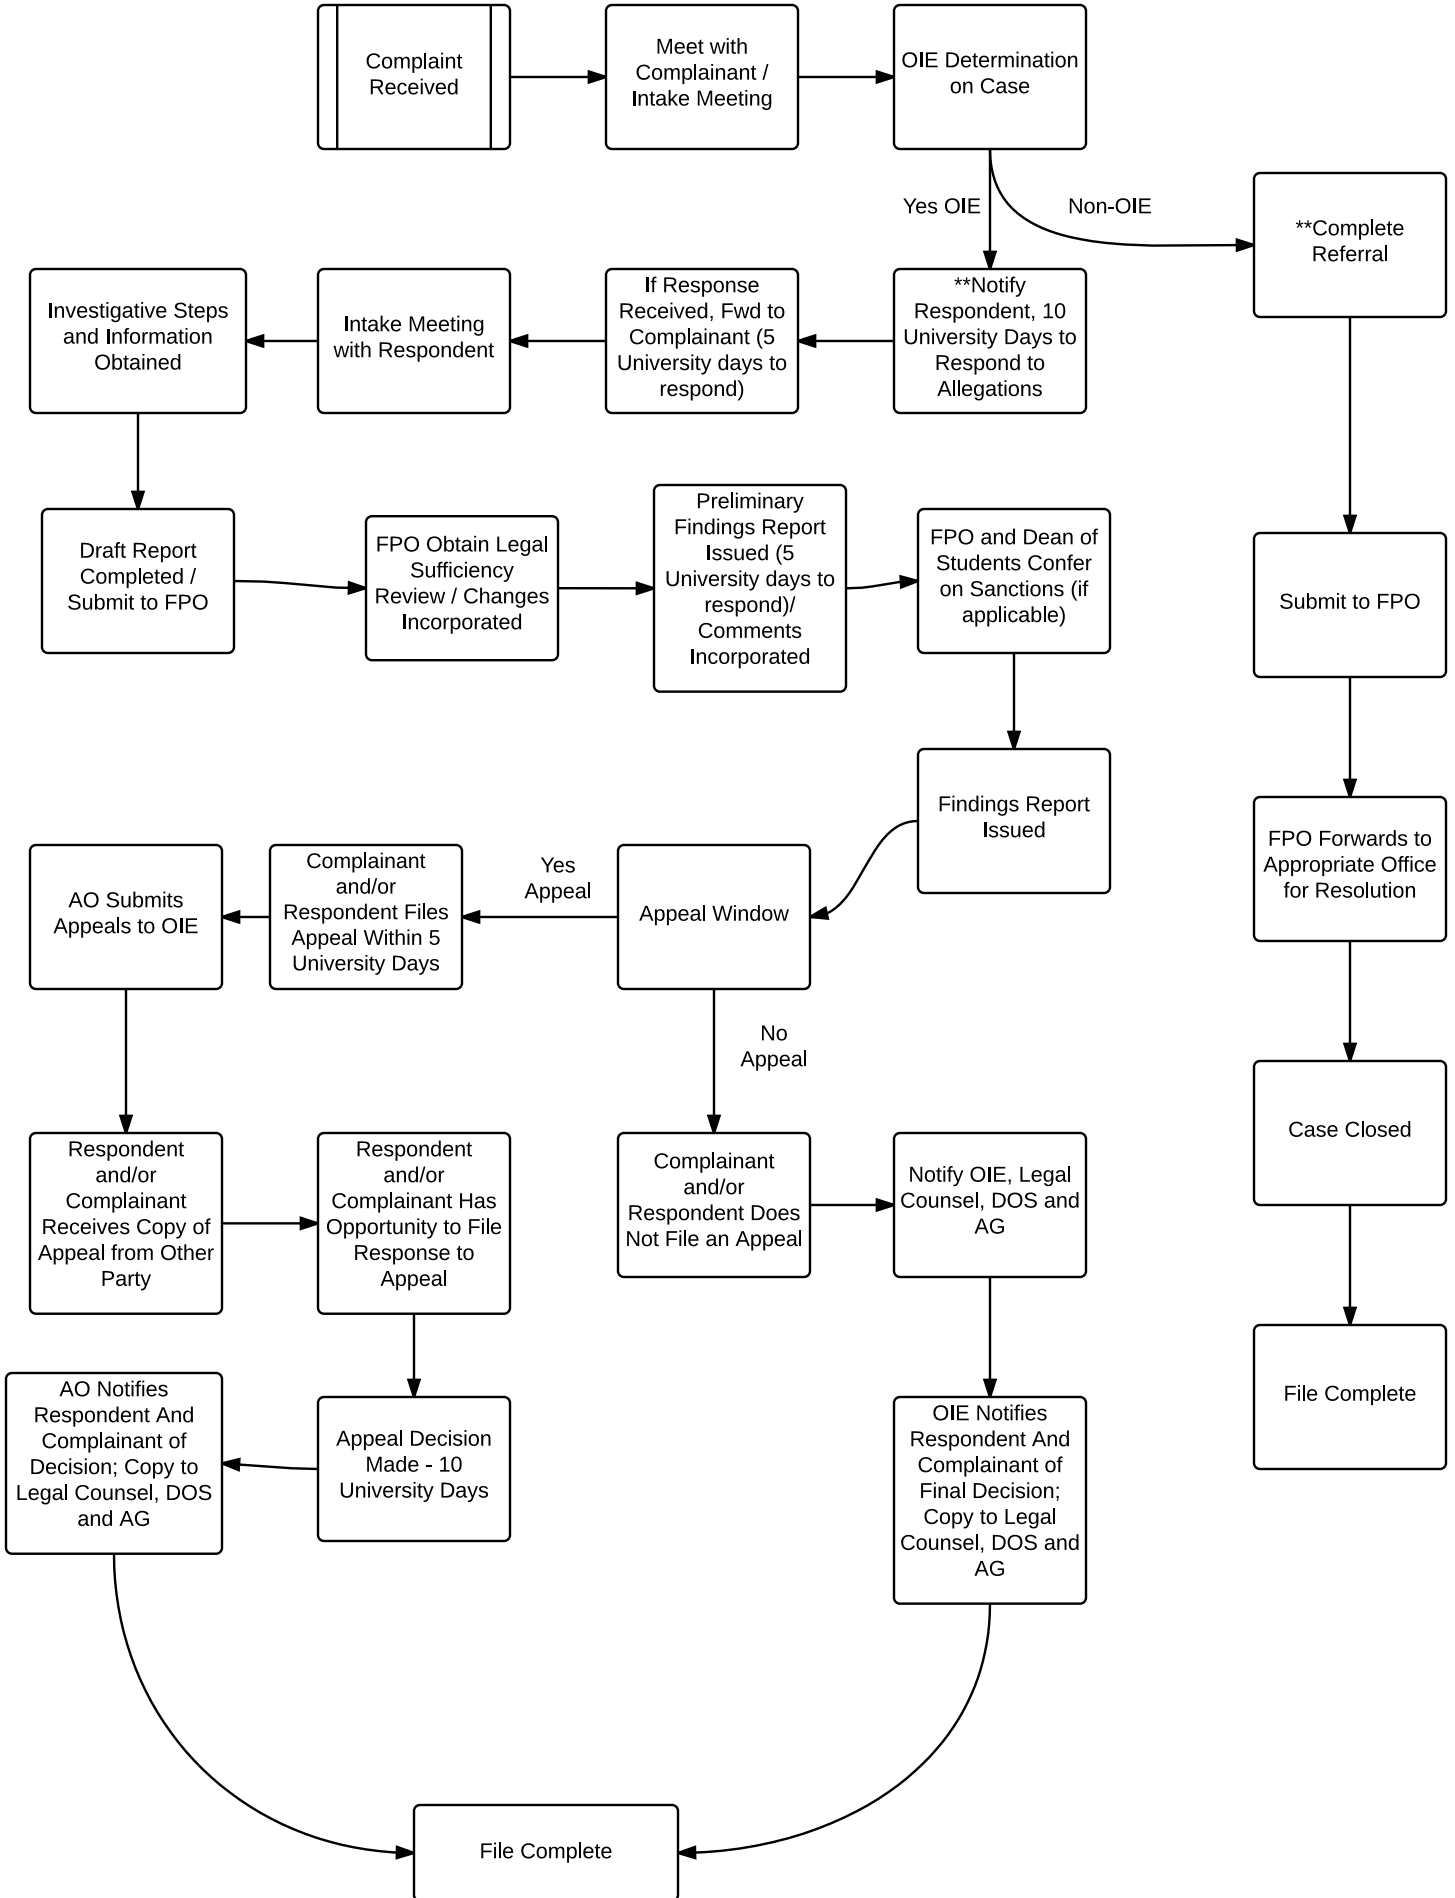 Complaint
Received
Meet with
Complainant /
Intake Meeting
OIE Determination
on Case
Yes OIE
Non-OIE
**Complete
Referral
**Notify
Respondent, 10
University Days to
Respond to
Allegations
If Response
Received, Fwd to
Complainant (5
University days to
respond)
Intake Meeting
with Respondent
Investigative Steps
and Information
Obtained
Draft Report
Completed /
Submit to FPO
FPO Obtain Legal
Sufficiency
Review / Changes
Incorporated
Preliminary
Findings Report
Issued (5
University days to
respond)/
Comments
Incorporated
FPO and Dean of
Students Confer
on Sanctions (if
applicable)
Submit to FPO
Findings Report
Issued
FPO Forwards to
Appropriate Office
for Resolution
Appeal Window
Yes
Appeal
Complainant
and/or
Respondent Files
Appeal Within 5
University Days
AO Submits
Appeals to OIE
No
Appeal
Case Closed
Respondent
and/or
Complainant
Receives Copy of
Appeal from Other
Party
Respondent
and/or
Complainant Has
Opportunity to File
Response to
Appeal
Complainant
and/or
Respondent Does
Not File an Appeal
Notify OIE, Legal
Counsel, DOS and
AG
File Complete
AO Notifies
Respondent And
Complainant of
Decision; Copy to
Legal Counsel, DOS
and AG
Appeal Decision
Made - 10
University Days
OIE Notifies
Respondent And
Complainant of
Final Decision;
Copy to Legal
Counsel, DOS and
AG
File Complete